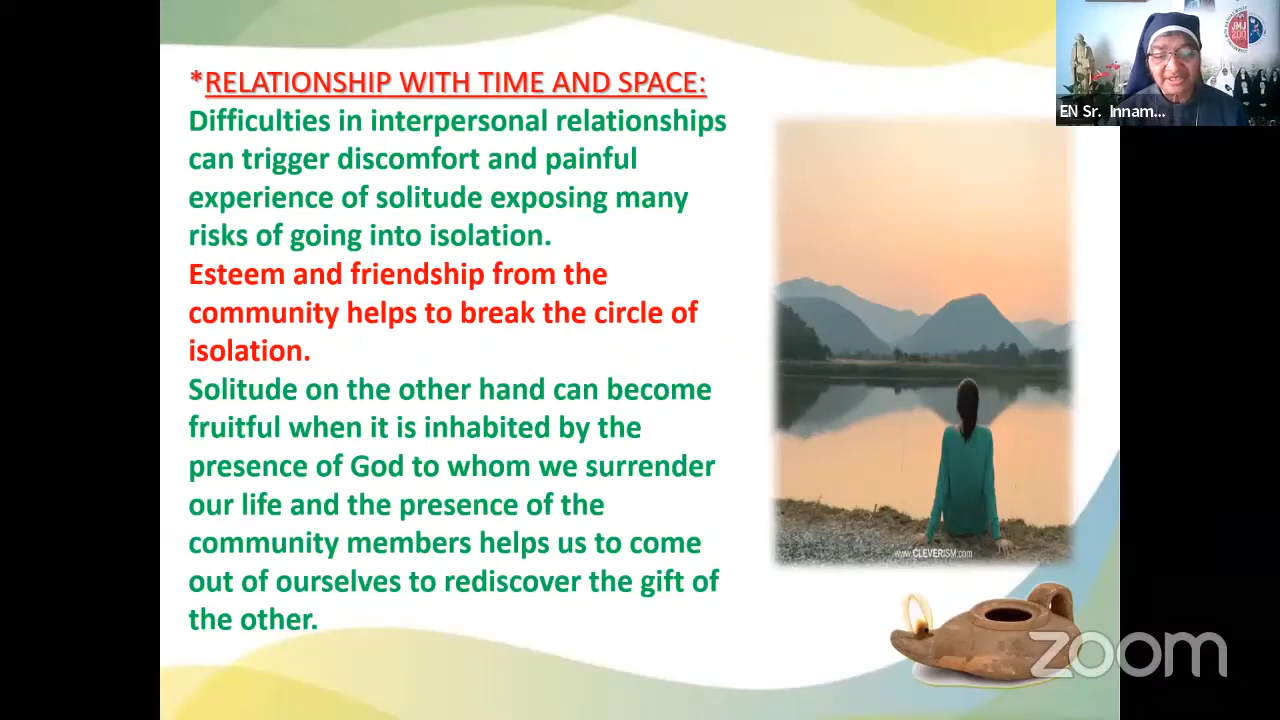 *RELATIONSHIP WITH TIME AND SPACE:
Difficulties in interpersonal relationships
can trigger discomfort and painful
experience of solitude exposing many
risks of going into isolation.
Esteem and friendship from the
community helps to break the circle of
isolation.
Solitude on the other hand can become
fruitful when it is inhabited by the
presence of God to whom we surrender
our life and the presence of the
community members helps us to come
out of ourselves to rediscover the gift of
the other.
www.CLEVERISM.com
JMJ
200
EN Sr. Innam...
zoom